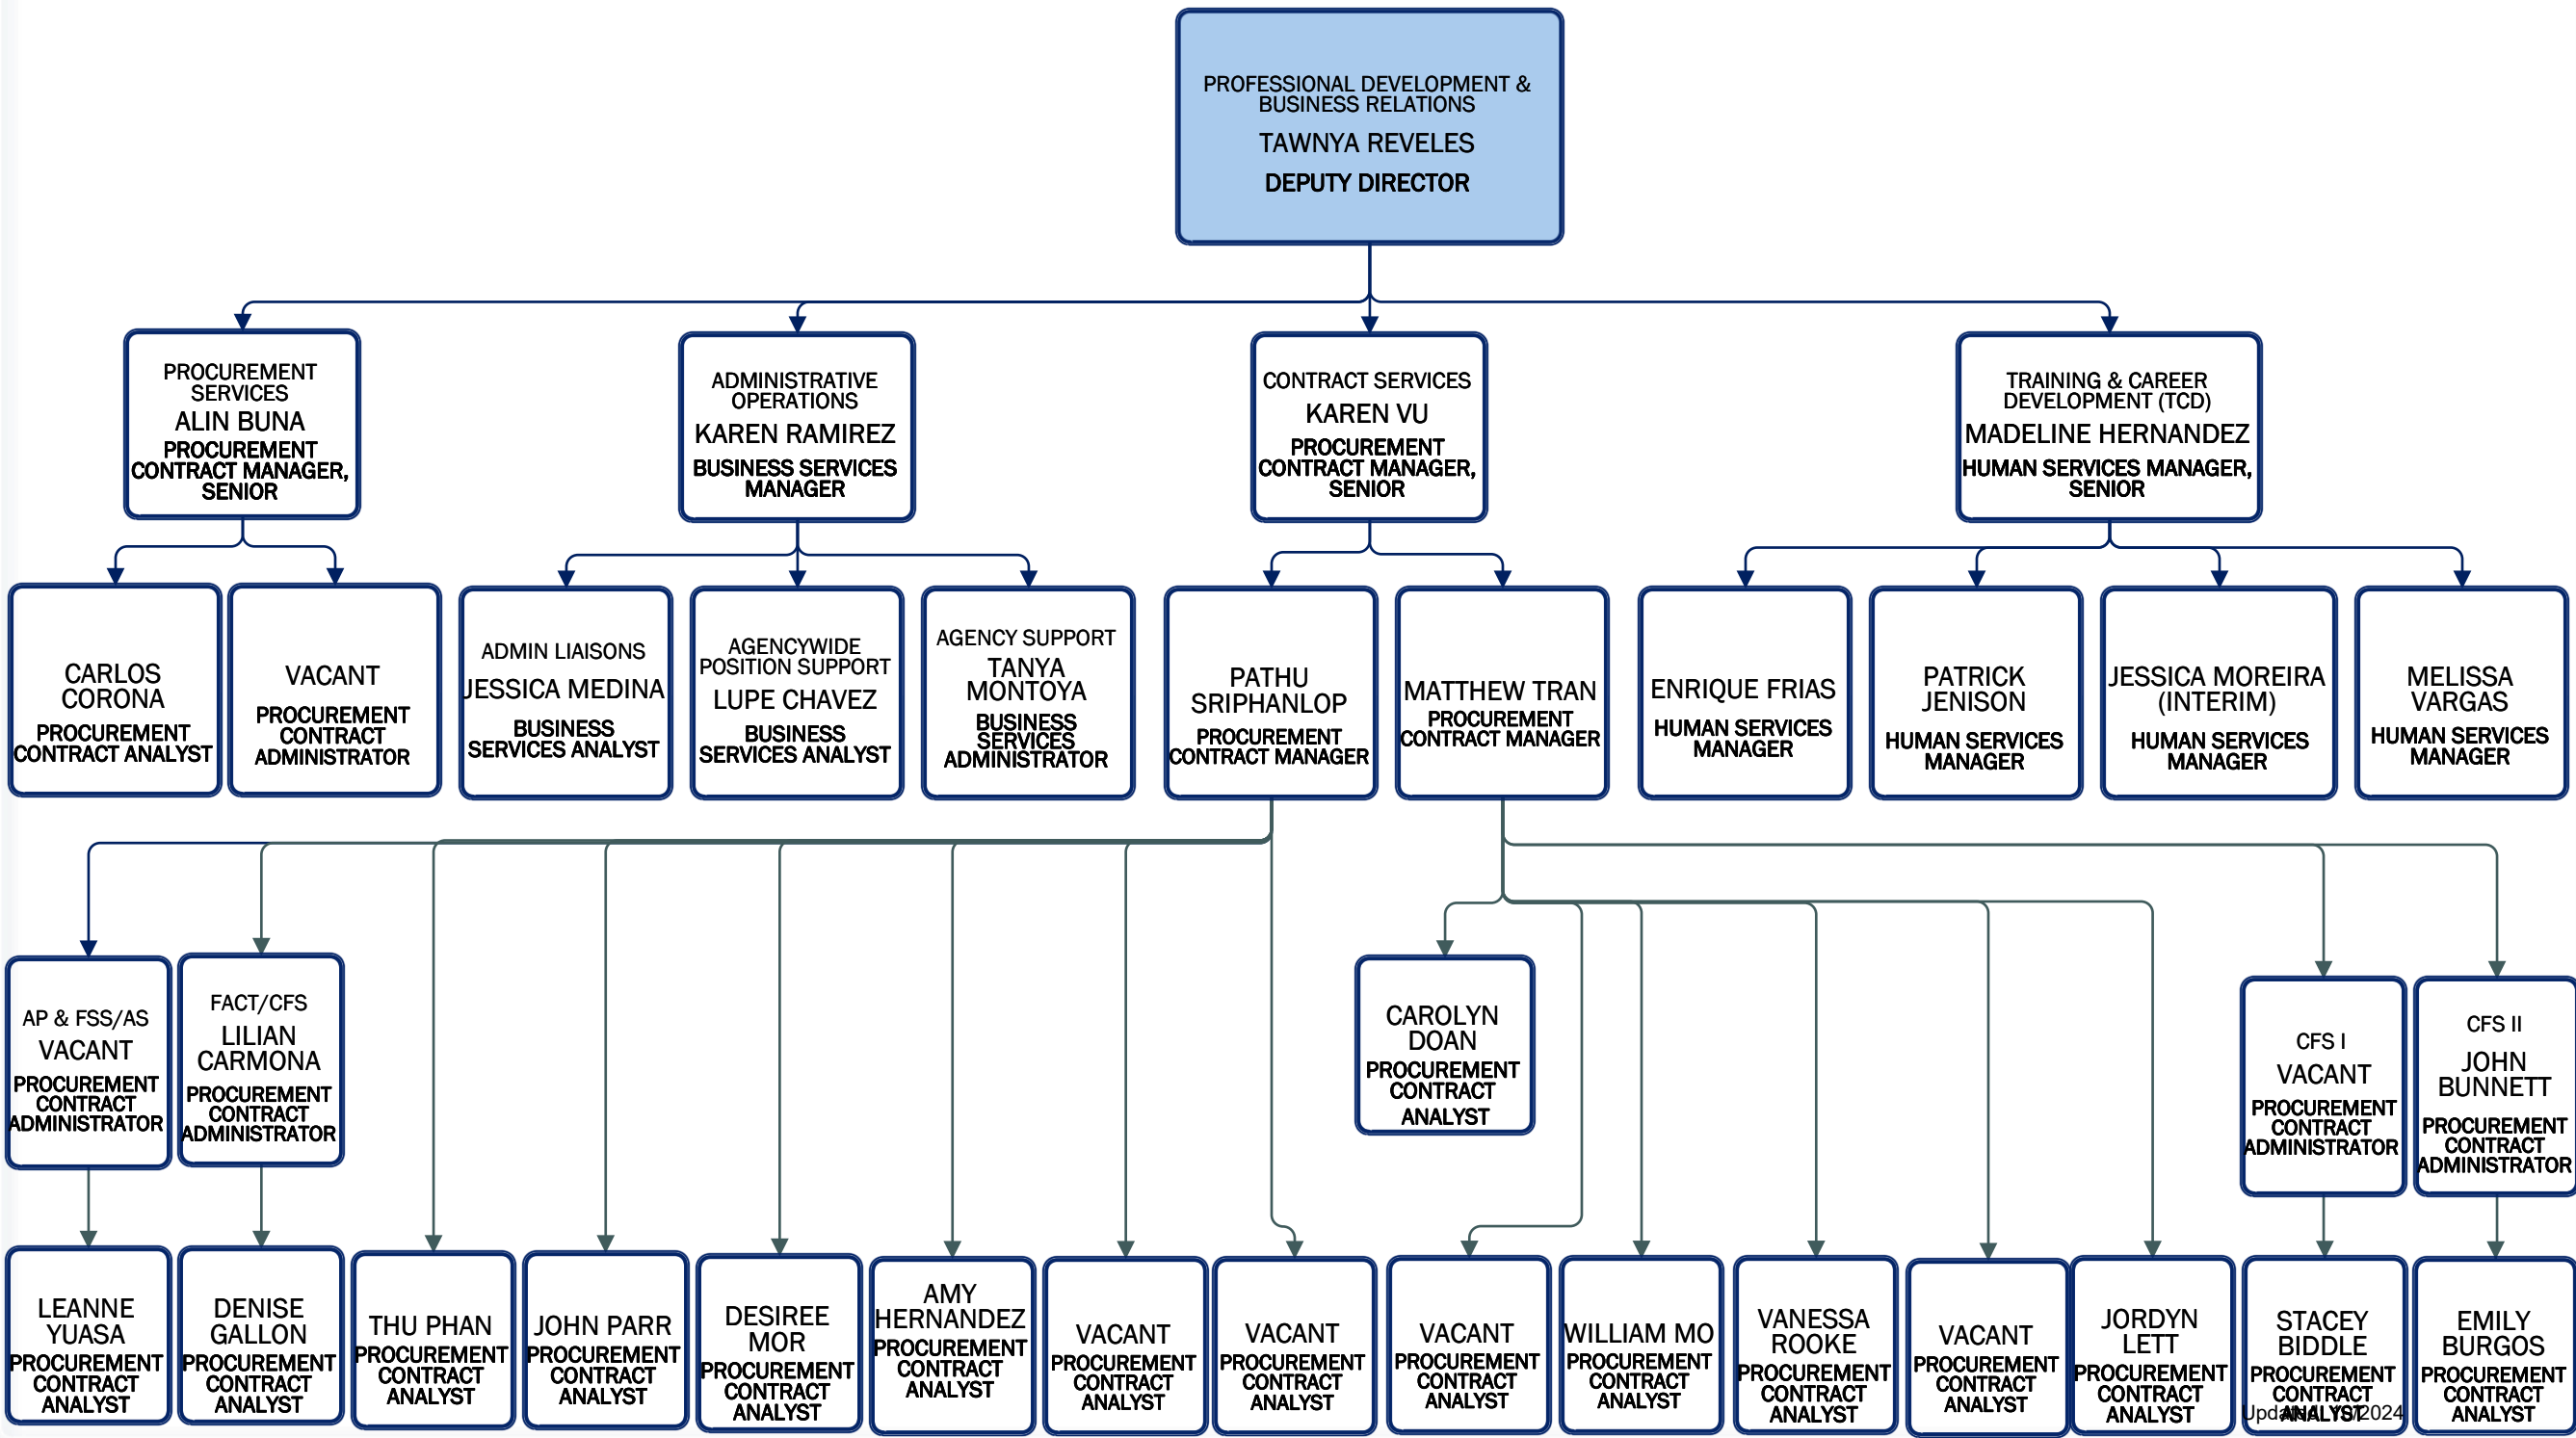 PROFESSIONAL DEVELOPMENT &
BUSINESS RELATIONS
TAWNYA REVELES
DEPUTY DIRECTOR
PROCUREMENT
SERVICES
ALIN BUNA
PROCUREMENT
CONTRACT MANAGER,
SENIOR
ADMINISTRATIVE
OPERATIONS
KAREN RAMIREZ
BUSINESS SERVICES
MANAGER
CONTRACT SERVICES
KAREN VU
PROCUREMENT
CONTRACT MANAGER,
SENIOR
TRAINING & CAREER
DEVELOPMENT (TCD)
MADELINE HERNANDEZ
HUMAN SERVICES MANAGER,
SENIOR
CARLOS
CORONA
PROCUREMENT
CONTRACT ANALYST
VACANT
PROCUREMENT
CONTRACT
ADMINISTRATOR
ADMIN LIAISONS
JESSICA MEDINA
BUSINESS
SERVICES ANALYST
AGENCYWIDE
POSITION SUPPORT
LUPE CHAVEZ
BUSINESS
SERVICES ANALYST
AGENCY SUPPORT
TANYA
MONTOYA
BUSINESS
SERVICES
ADMINISTRATOR
PATHU
SRIPHANLOP
PROCUREMENT
CONTRACT MANAGER
MATTHEW TRAN
PROCUREMENT
CONTRACT MANAGER
ENRIQUE FRIAS
HUMAN SERVICES
MANAGER
PATRICK
JENISON
HUMAN SERVICES
MANAGER
JESSICA MOREIRA
(INTERIM)
HUMAN SERVICES
MANAGER
MELISSA
VARGAS
HUMAN SERVICES
MANAGER
AP & FSS/AS
VACANT
PROCUREMENT
CONTRACT
ADMINISTRATOR
FACT/CFS
LILIAN
CARMONA
PROCUREMENT
CONTRACT
ADMINISTRATOR
CAROLYN
DOAN
PROCUREMENT
CONTRACT
ANALYST
CFS I
VACANT
PROCUREMENT
CONTRACT
ADMINISTRATOR
CFS II
JOHN
BUNNETT
PROCUREMENT
CONTRACT
ADMINISTRATOR
LEANNE
YUASA
PROCUREMENT
CONTRACT
ANALYST
DENISE
GALLON
PROCUREMENT
CONTRACT
ANALYST
THU PHAN
PROCUREMENT
CONTRACT
ANALYST
JOHN PARR
PROCUREMENT
CONTRACT
ANALYST
DESIREE
MOR
PROCUREMENT
CONTRACT
ANALYST
AMY
HERNANDEZ
PROCUREMENT
CONTRACT
ANALYST
VACANT
PROCUREMENT
CONTRACT
ANALYST
VACANT
PROCUREMENT
CONTRACT
ANALYST
VACANT
PROCUREMENT
CONTRACT
ANALYST
WILLIAM MO
PROCUREMENT
CONTRACT
ANALYST
VANESSA
ROOKE
PROCUREMENT
CONTRACT
ANALYST
VACANT
PROCUREMENT
CONTRACT
ANALYST
JORDYN
LETT
PROCUREMENT
CONTRACT
ANALYST
STACEY
BIDDLE
PROCUREMENT
CONTRACT
ANALYST
EMILY
BURGOS
PROCUREMENT
CONTRACT
ANALYST
Updated